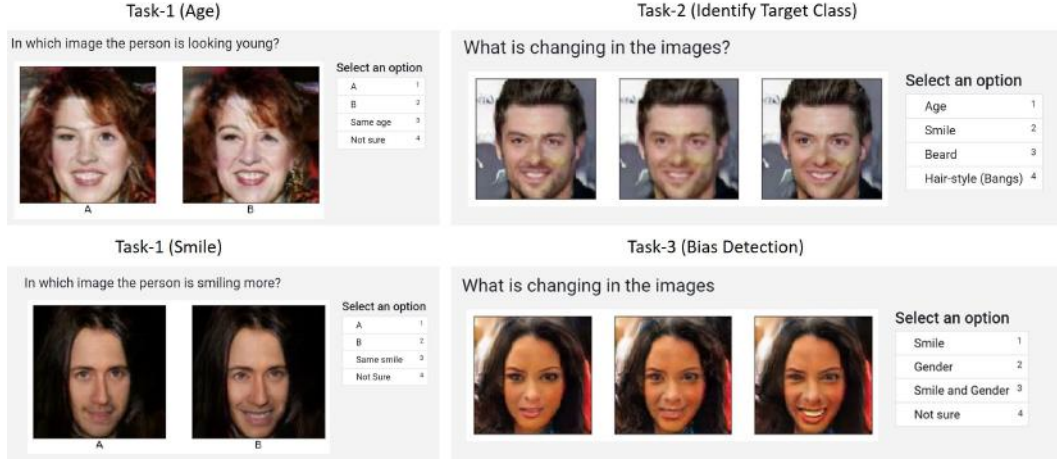 Task-1 (Age)
In which image the person is looking young?
A
B
Select an option
A 1
B 2
Same age 3
Not sure 4
Task-2 (Identify Target Class)
What is changing in the images?
Select an option
Age 1
Smile 2
Beard 3
Hair-style (Bangs) 4
Task-1 (Smile)
In which image the person is smiling more?
A
B
Select an option
A 1
B 2
Same smile 3
Not Sure 4
Task-3 (Bias Detection)
What is changing in the images
Select an option
Smile 1
Gender 2
Smile and Gender 3
Not sure 4